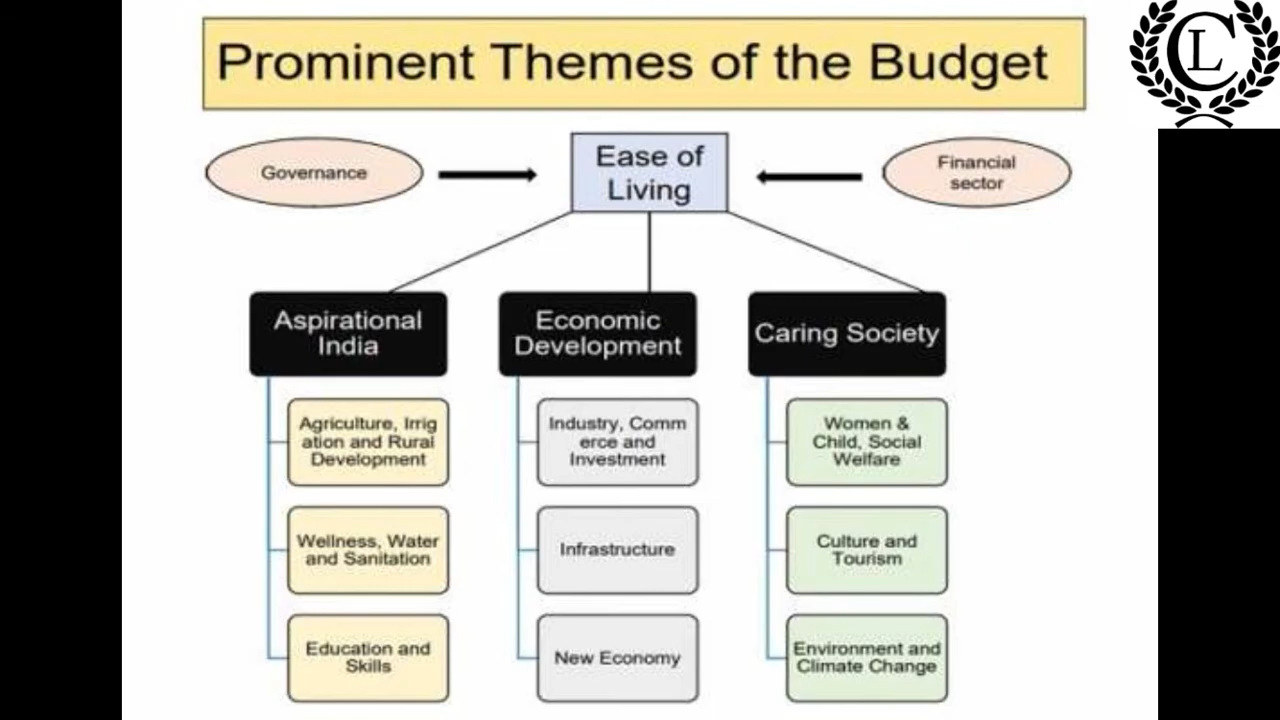 Prominent Themes of the Budget
CL
Governance
Ease of
Living
Financial
sector
Aspirational
India
Economic
Development
Caring Society
Agriculture, Irrig
ation and Rural
Development
Industry, Comm
erce and
Investment
Women &
Child, Social
Welfare
Wellness, Water
and Sanitation
Infrastructure
Culture and
Tourism
Education and
Skills
New Economy
Environment and
Climate Change